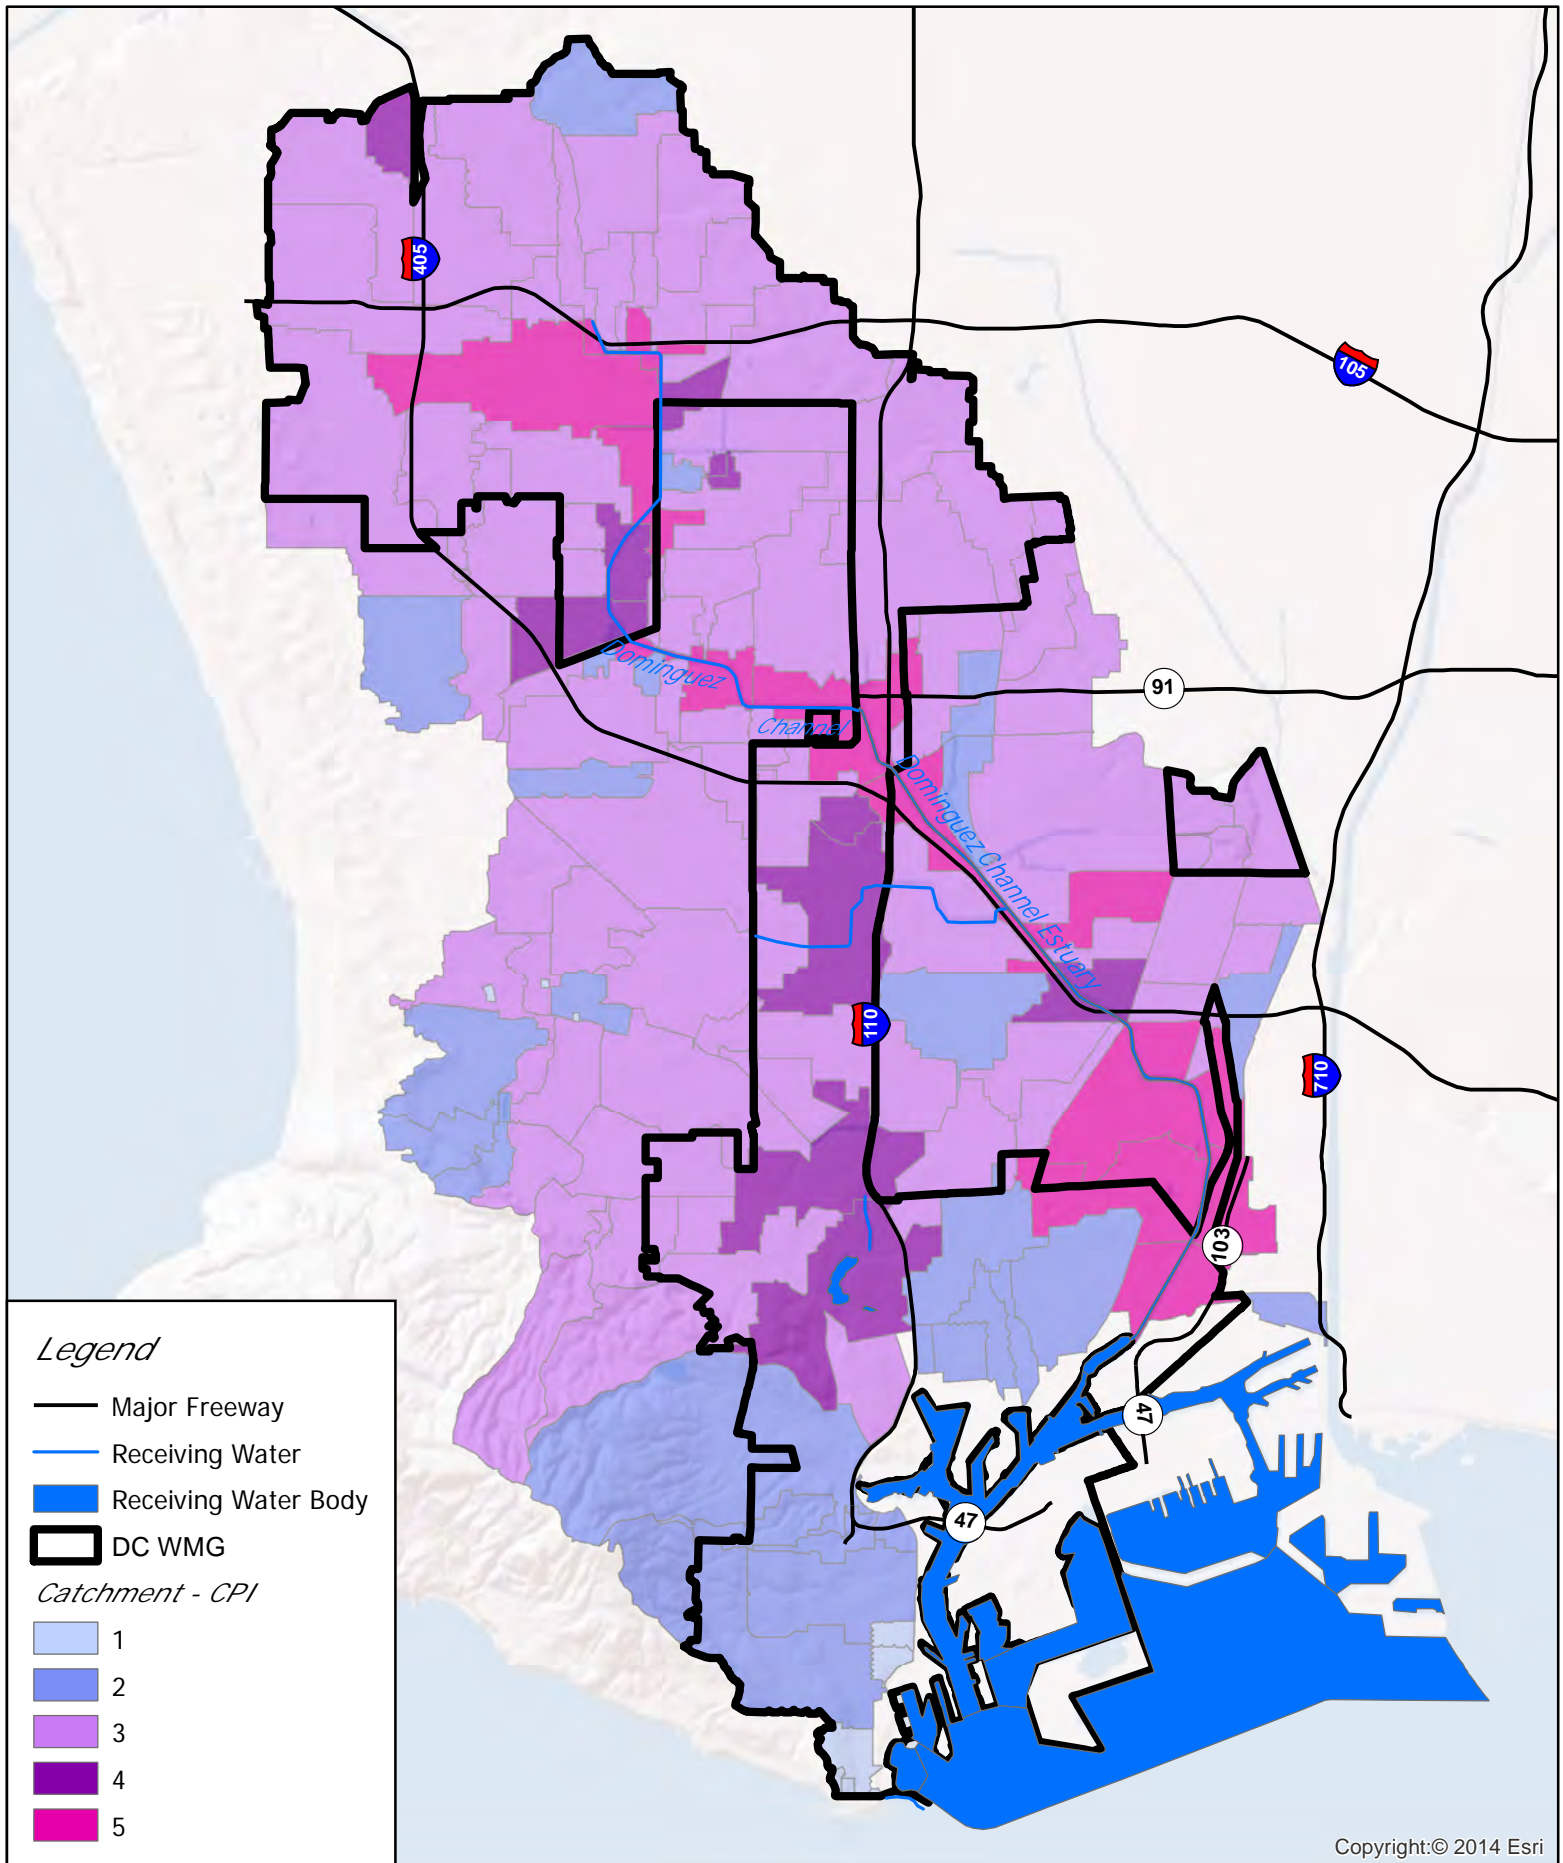 405
105
Dominguez
91
Channel
Dominguez Channel Estuary
110
710
103
47
47
Legend
Major Freeway
Receiving Water
Receiving Water Body
DC WMG
Catchment - CPI
1
2
3
4
5
Copyright:© 2014 Esri